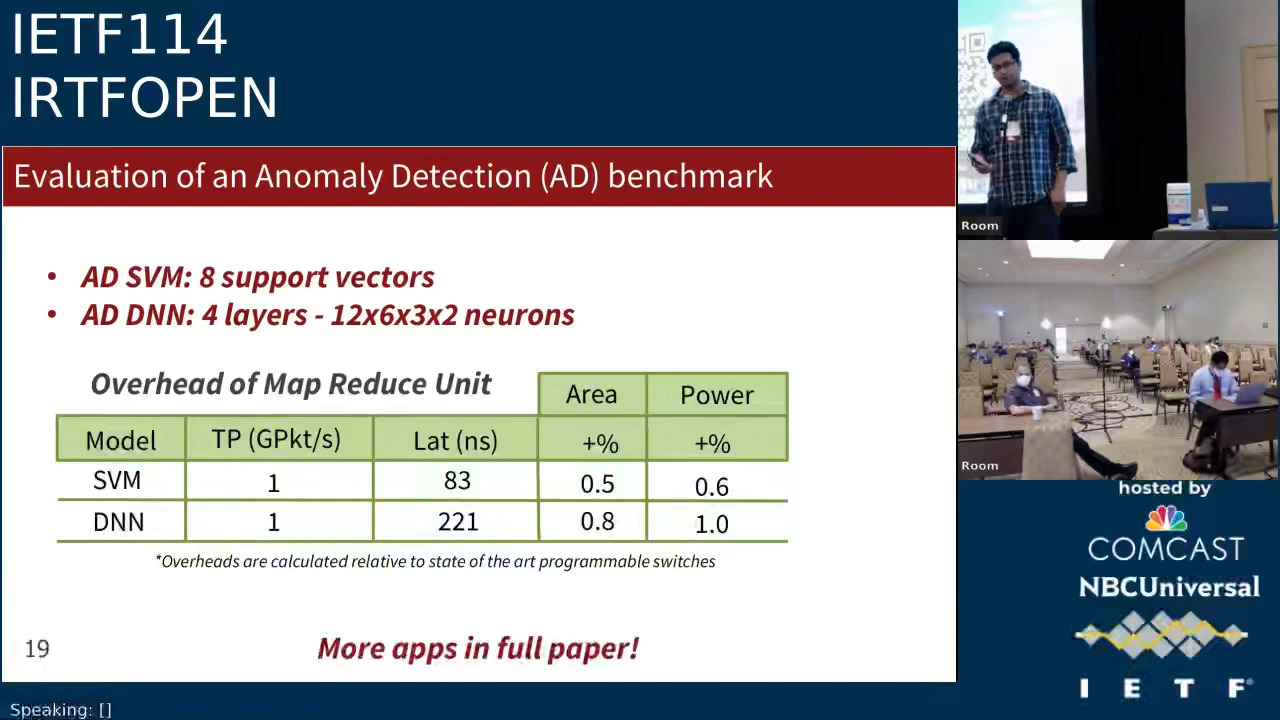 IETF114
IRTFOPEN
Evaluation of an Anomaly Detection (AD) benchmark
• AD SVM: 8 support vectors
• AD DNN: 4 layers - 12x6x3x2 neurons
Overhead of Map Reduce Unit
Area Power
Model TP (GPkt/s) Lat (ns) +% +%
SVM 1 83 0.5 0.6
DNN 1 221 0.8 1.0
*Overheads are calculated relative to state of the art programmable switches
19
More apps in full paper!
Speaking: []
Room
Room
hosted by
COMCAST
NBCUniversal
I E T F®